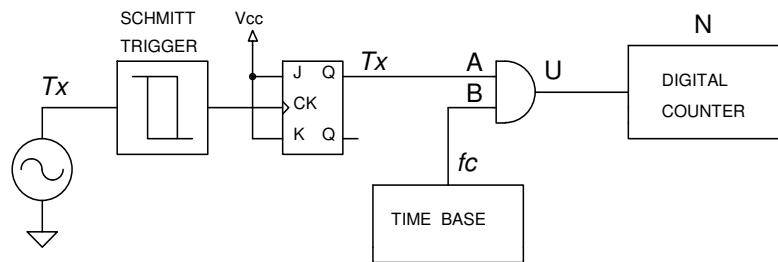 SCHMITT
TRIGGER
Vcc
N
Tx
J
Q
Tx
A
U
DIGITAL
COUNTER
CK
B
K
Q
fc
TIME BASE